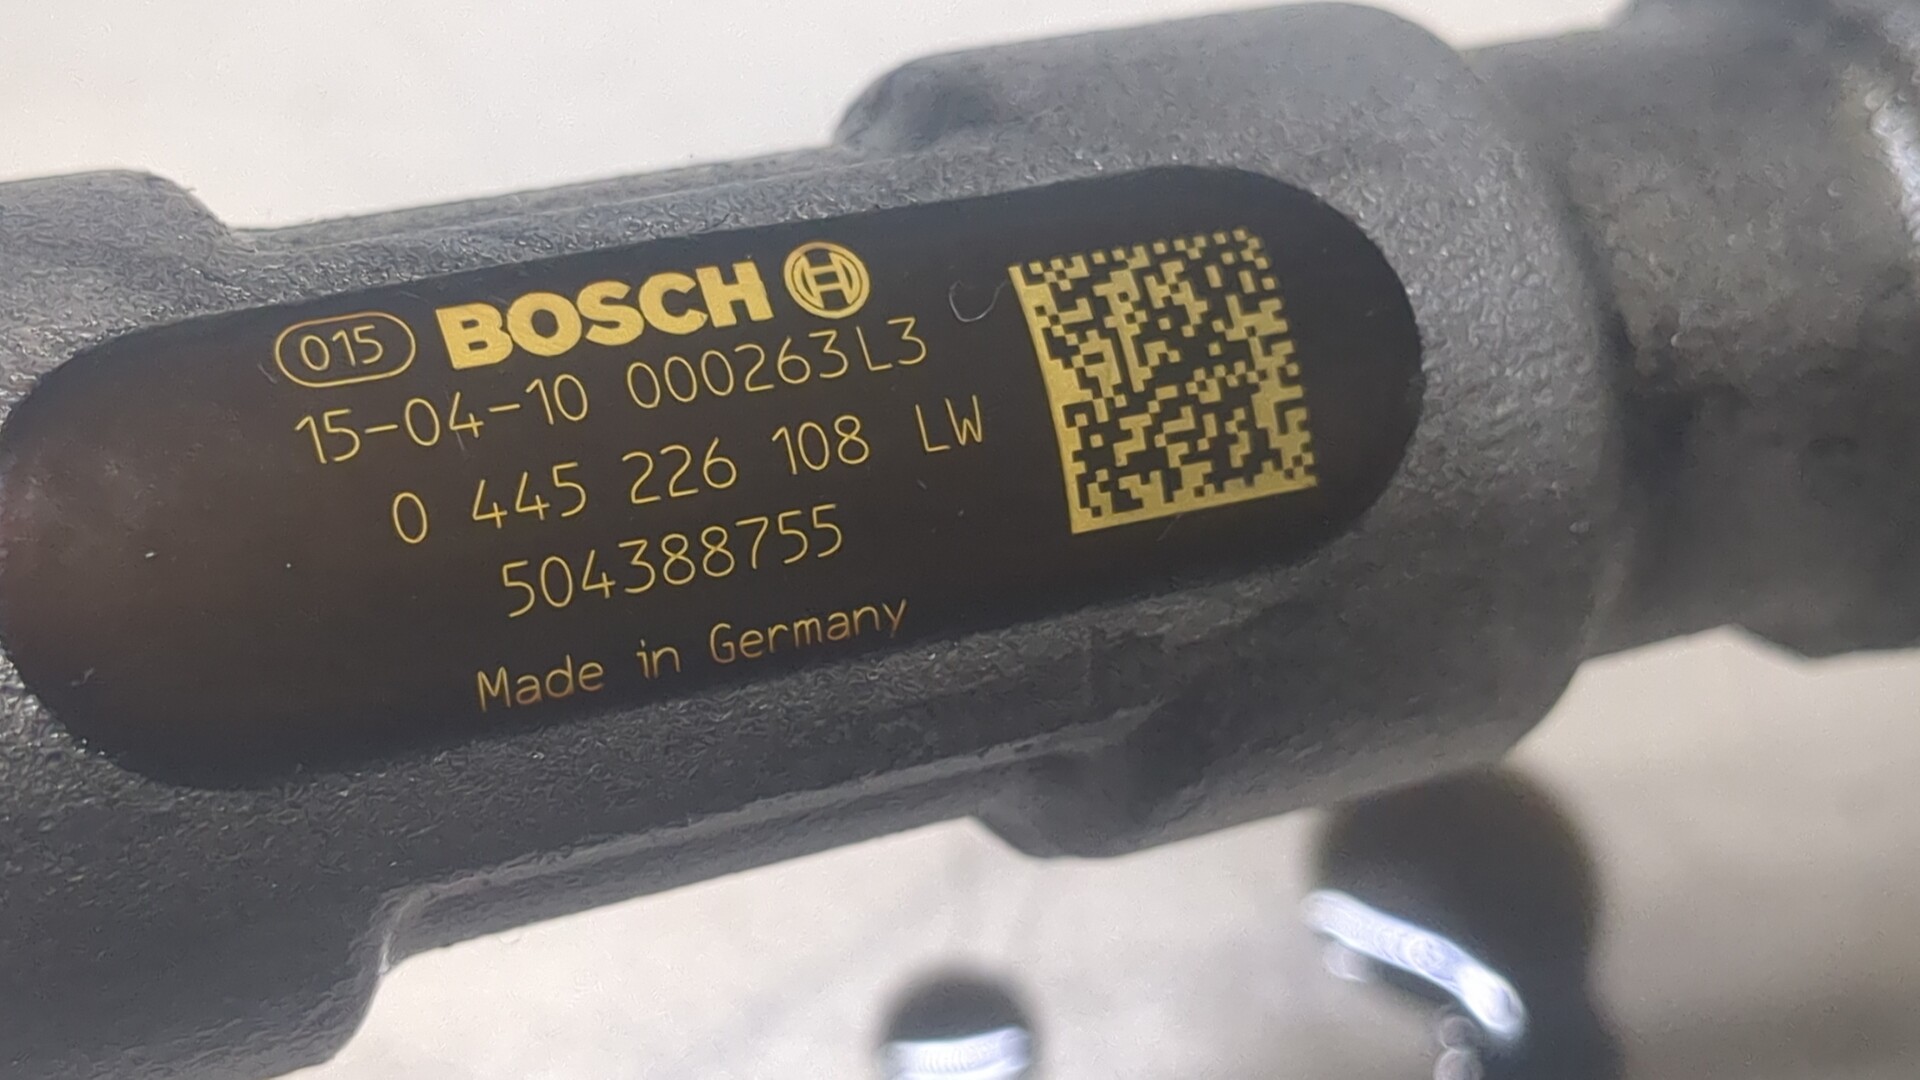 015 BOSCH
15-04-10 000263L3
0 445 226 108 LW
504388755
Made in Germany